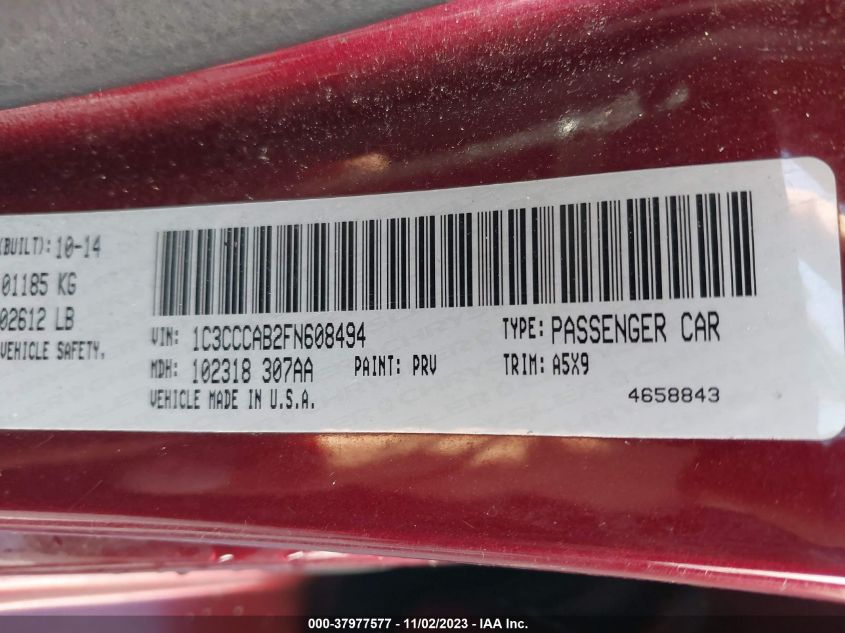 (BUILT): 10-14
01185 KG
02612 LB
VEHICLE SAFETY.
VIN: 1C3CCCAB2FN608494 TYPE: PASSENGER CAR
MDH: 102318 307AA PAINT: PRV TRIM: A5X9
VEHICLE MADE IN U.S.A. 4658843
000-37977577 — 11/02/2023 — IAA Inc.